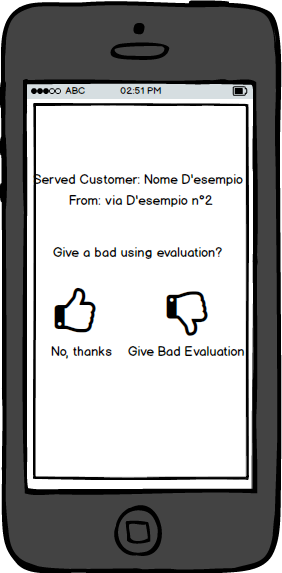 ABC 02:51 PM
Served Customer: Nome D'esempio
From: via D'esempio n°2
Give a bad using evaluation?
No, thanks Give Bad Evaluation